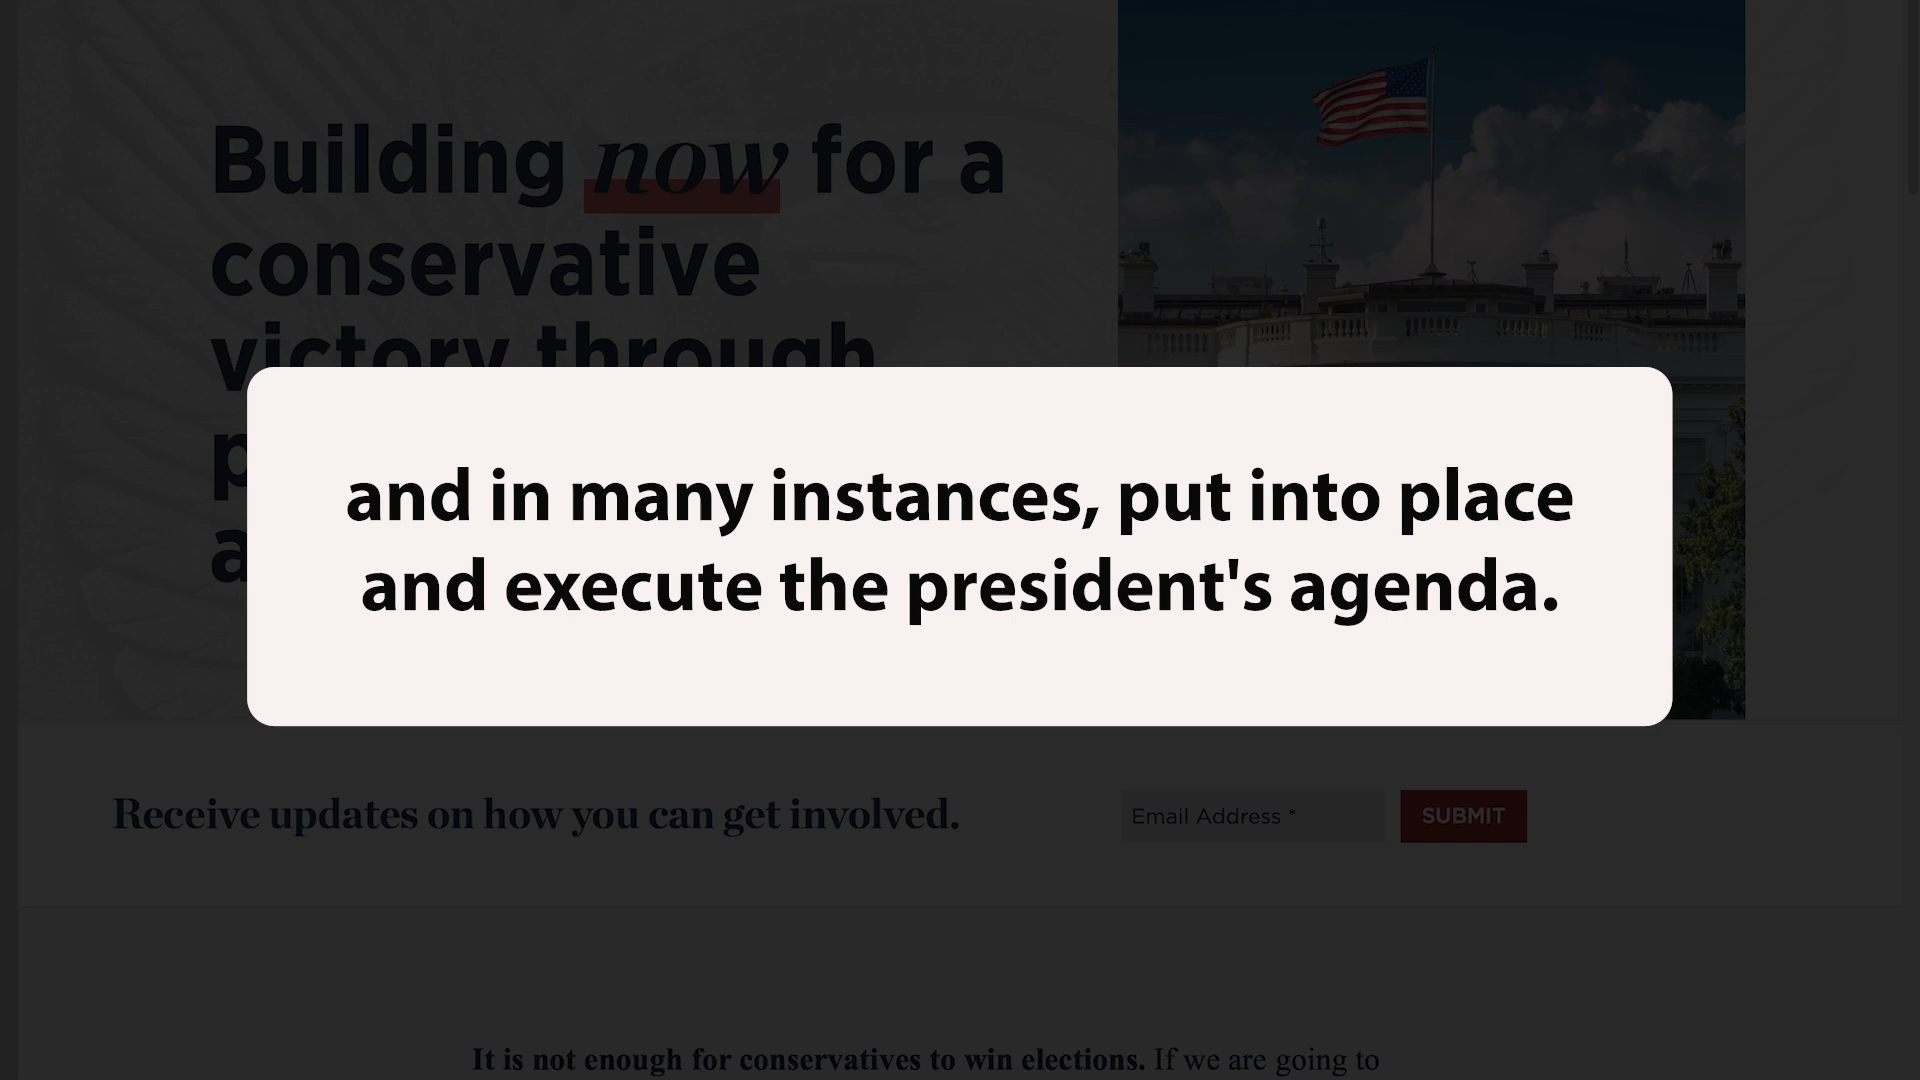 Building now for a
conservative
victory through
p
a
and in many instances, put into place
and execute the president's agenda.
Receive updates on how you can get involved.
Email Address *
SUBMIT
It is not enough for conservatives to win elections. If we are going to